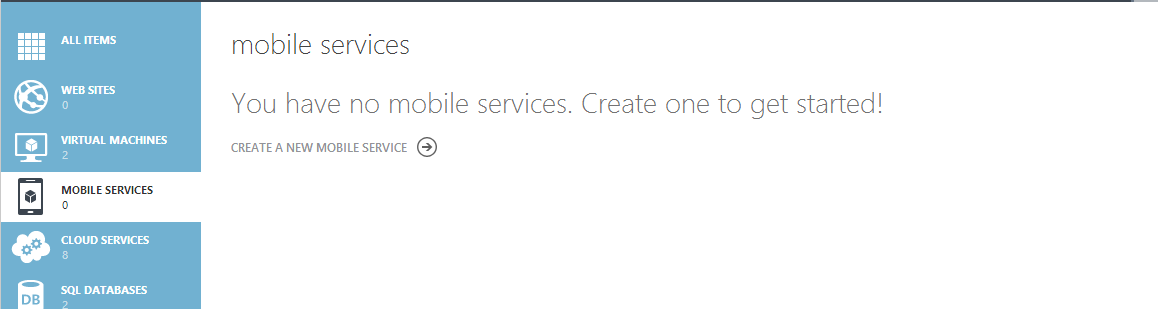 ALL ITEMS
WEB SITES
0
VIRTUAL MACHINES
2
MOBILE SERVICES
0
CLOUD SERVICES
8
SQL DATABASES
2
DB
mobile services
You have no mobile services. Create one to get started!
CREATE A NEW MOBILE SERVICE